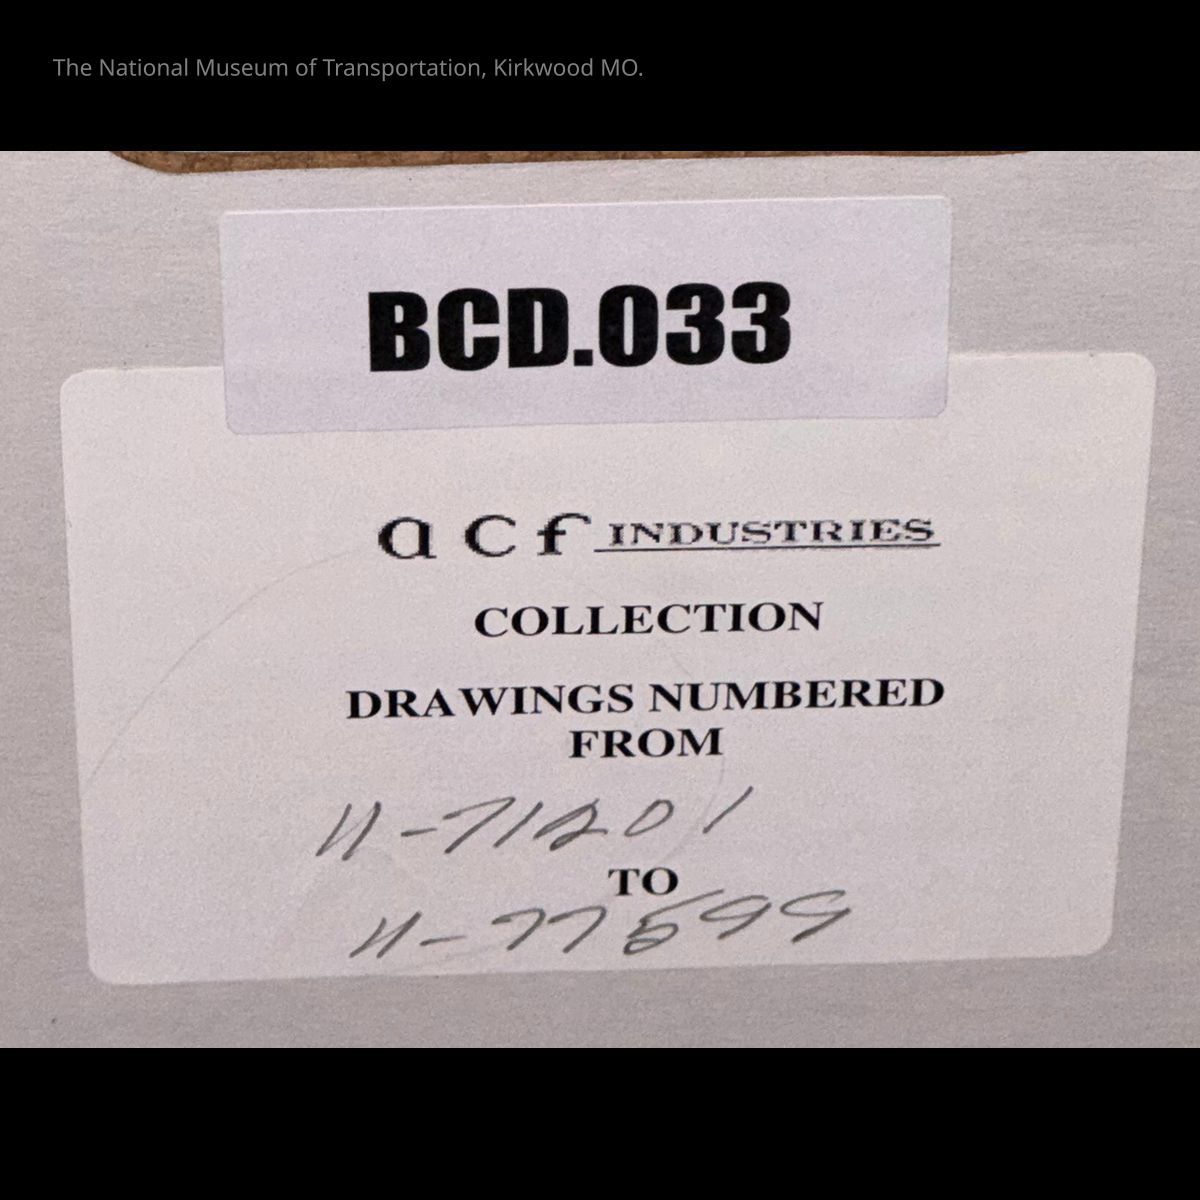 The National Museum of Transportation, Kirkwood MO.
BCD.033
acf INDUSTRIES
COLLECTION
DRAWINGS NUMBERED
FROM
11-71201
TO
11-77899